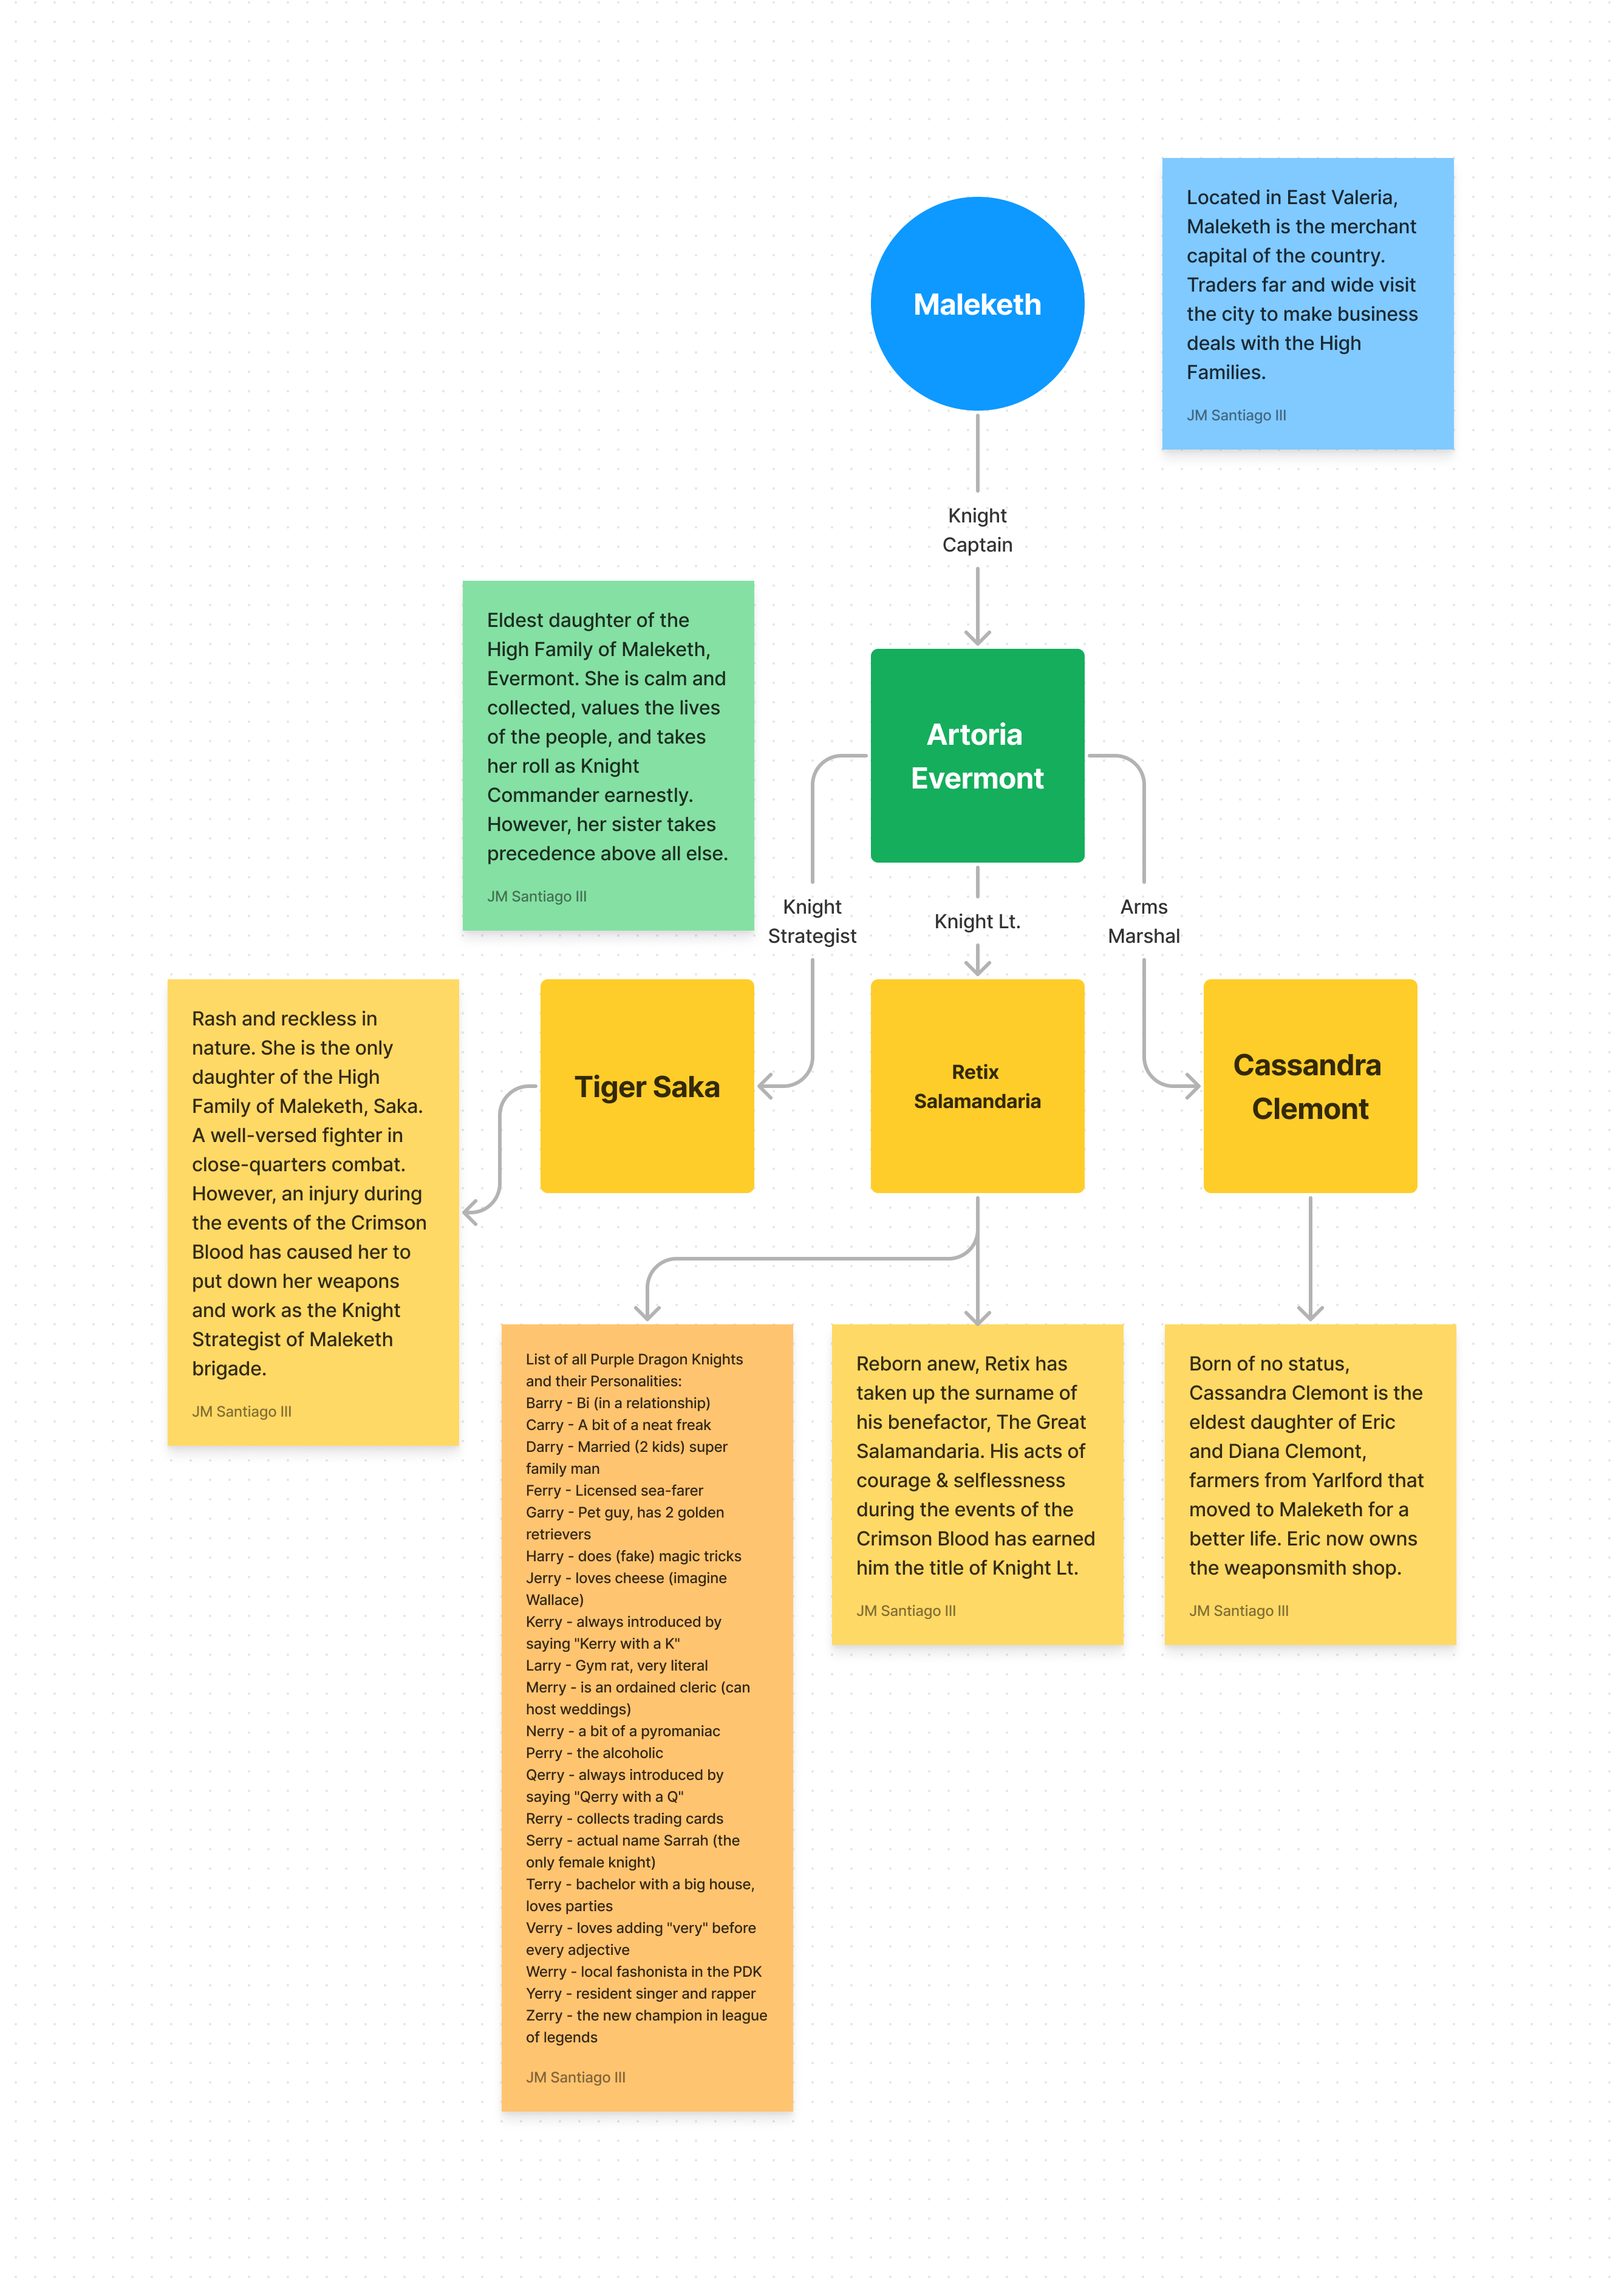 Located in East Valeria,
Maleketh is the merchant
capital of the country.
Traders far and wide visit
the city to make business
deals with the High
Families.
JM Santiago III
Maleketh
Knight
Captain
Eldest daughter of the
High Family of Maleketh,
Evermont. She is calm and
collected, values the lives
of the people, and takes
her roll as Knight
Commander earnestly.
However, her sister takes
precedence above all else.
JM Santiago III
Artoria
Evermont
Knight
Strategist
Knight Lt.
Arms
Marshal
Rash and reckless in
nature. She is the only
daughter of the High
Family of Maleketh, Saka.
A well-versed fighter in
close-quarters combat.
However, an injury during
the events of the Crimson
Blood has caused her to
put down her weapons
and work as the Knight
Strategist of Maleketh
brigade.
JM Santiago III
Tiger Saka
Retix
Salamandaria
Cassandra
Clemont
List of all Purple Dragon Knights
and their Personalities:
Barry - Bi (in a relationship)
Carry - A bit of a neat freak
Darry - Married (2 kids) super
family man
Ferry - Licensed sea-farer
Garry - Pet guy, has 2 golden
retrievers
Harry - does (fake) magic tricks
Jerry - loves cheese (imagine
Wallace)
Kerry - always introduced by
saying "Kerry with a K"
Larry - Gym rat, very literal
Merry - is an ordained cleric (can
host weddings)
Nerry - a bit of a pyromaniac
Perry - the alcoholic
Qerry - always introduced by
saying "Qerry with a Q"
Rerry - collects trading cards
Serry - actual name Sarrah (the
only female knight)
Terry - bachelor with a big house,
loves parties
Verry - loves adding "very" before
every adjective
Werry - local fashonista in the PDK
Yerry - resident singer and rapper
Zerry - the new champion in league
of legends
JM Santiago III
Reborn anew, Retix has
taken up the surname of
his benefactor, The Great
Salamandaria. His acts of
courage & selflessness
during the events of the
Crimson Blood has earned
him the title of Knight Lt.
JM Santiago III
Born of no status,
Cassandra Clemont is the
eldest daughter of Eric
and Diana Clemont,
farmers from Yarlford that
moved to Maleketh for a
better life. Eric now owns
the weaponsmith shop.
JM Santiago III